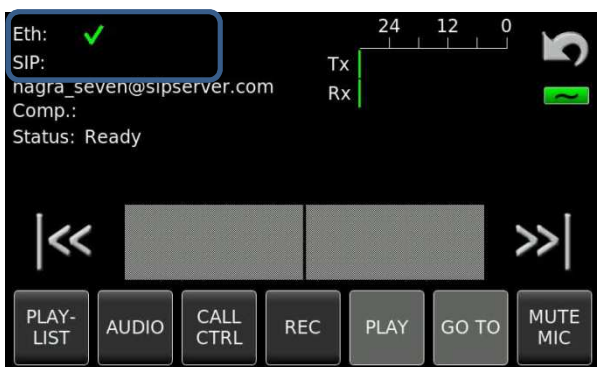 Eth:
SIP:
nagra_seven@sipserver.com
Comp.:
Status: Ready
24 12 0
Tx
Rx
PLAY-
LIST
AUDIO
CALL
CTRL
REC
PLAY
GO TO
MUTE
MIC